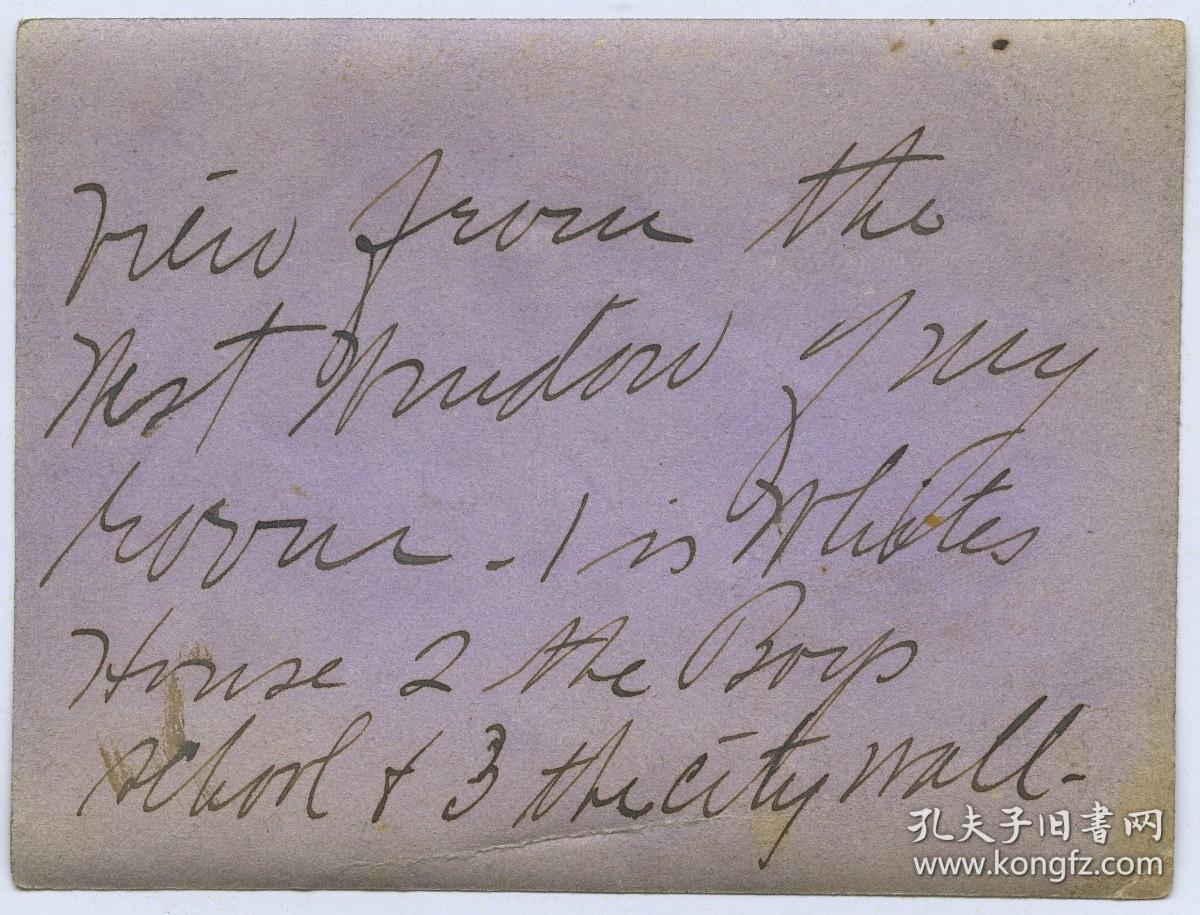 View from the
West Window of my
room - 1 is Whites
House 2 the Boys
school & 3 the city wall -
孔夫子旧書网
www.kongfz.com